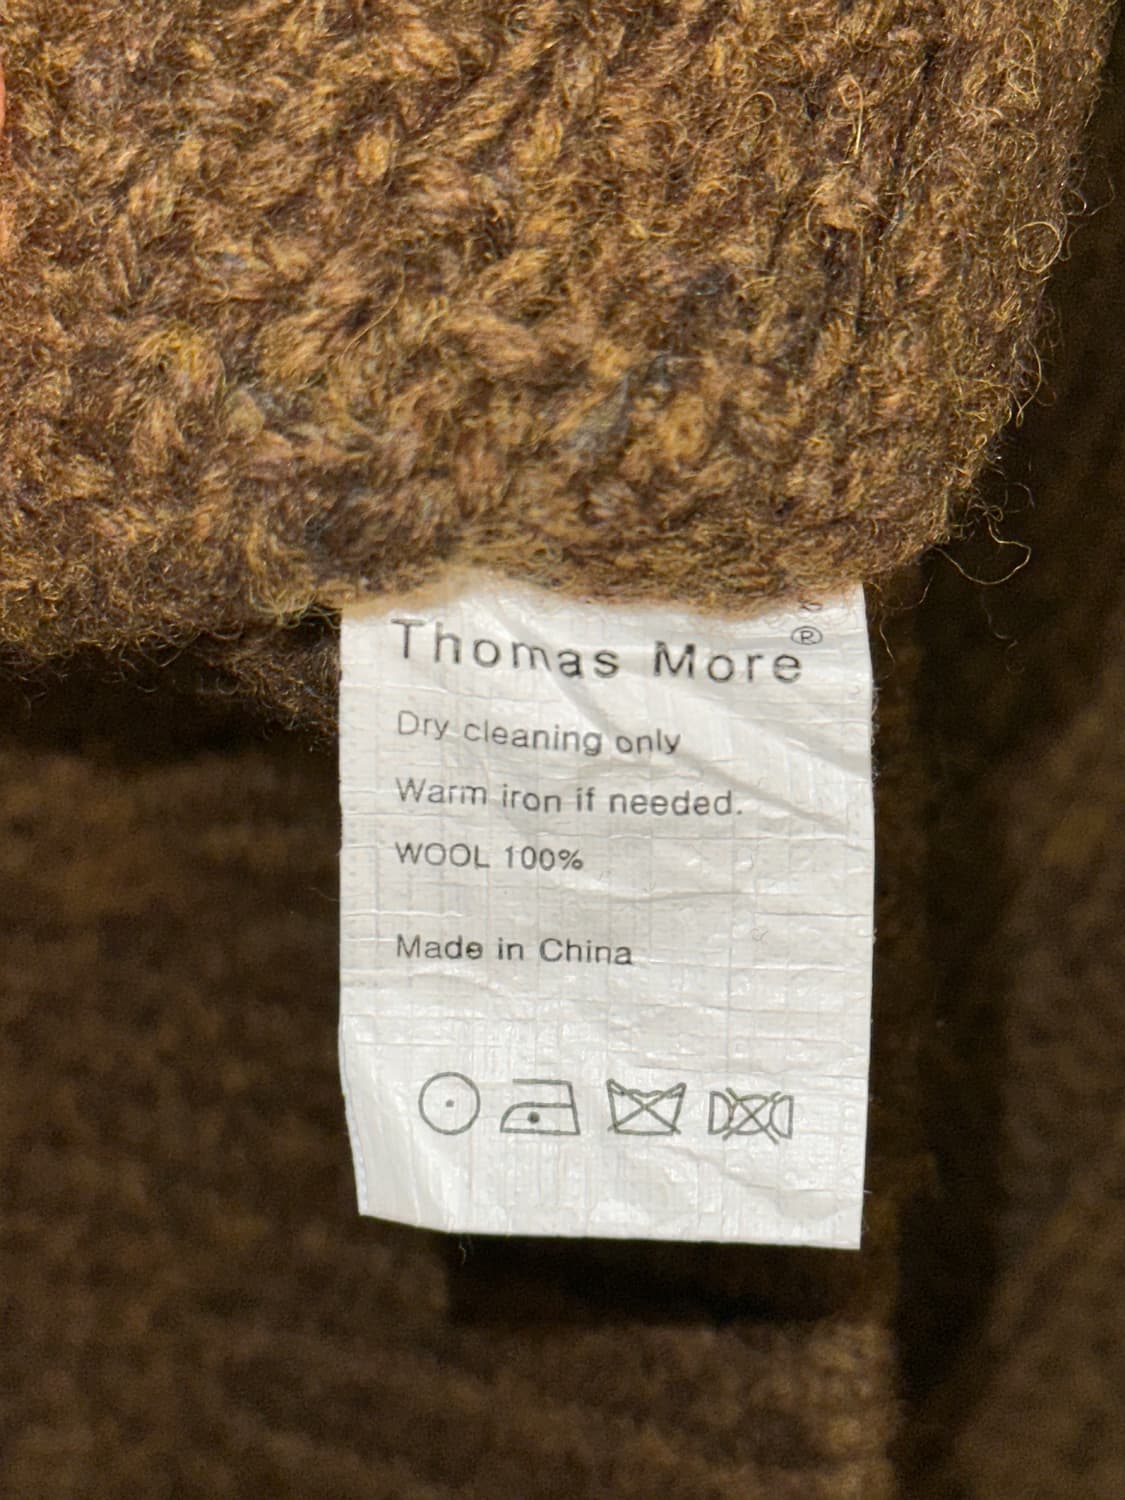 Thomas More®
Dry cleaning only
Warm iron if needed.
WOOL 100%
Made in China